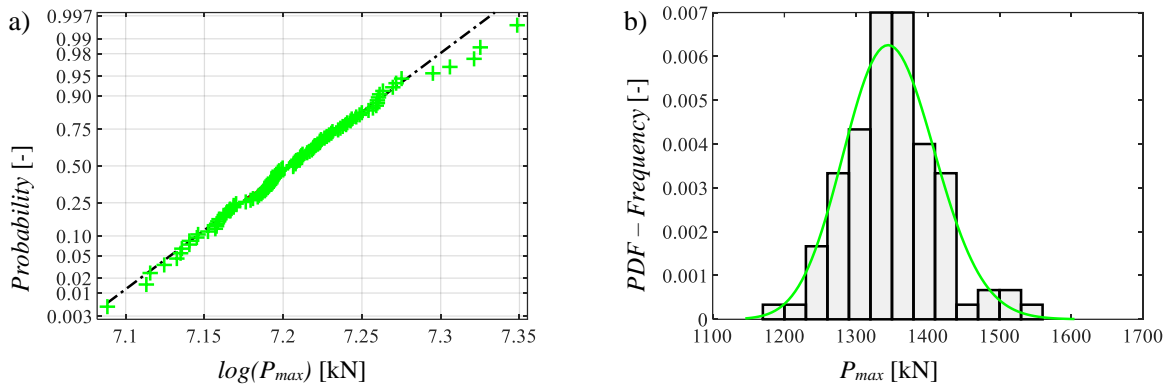 a)
0.997
0.99
0.98
0.95
0.90
0.75
0.50
0.25
0.10
0.05
0.02
0.01
0.003
Probability [-]
7.1 7.15 7.2 7.25 7.3 7.35
log(Pmax) [kN]
b)
0.007
0.006
0.005
0.004
0.003
0.002
0.001
0
PDF – Frequency [-]
1100 1200 1300 1400 1500 1600 1700
Pmax [kN]